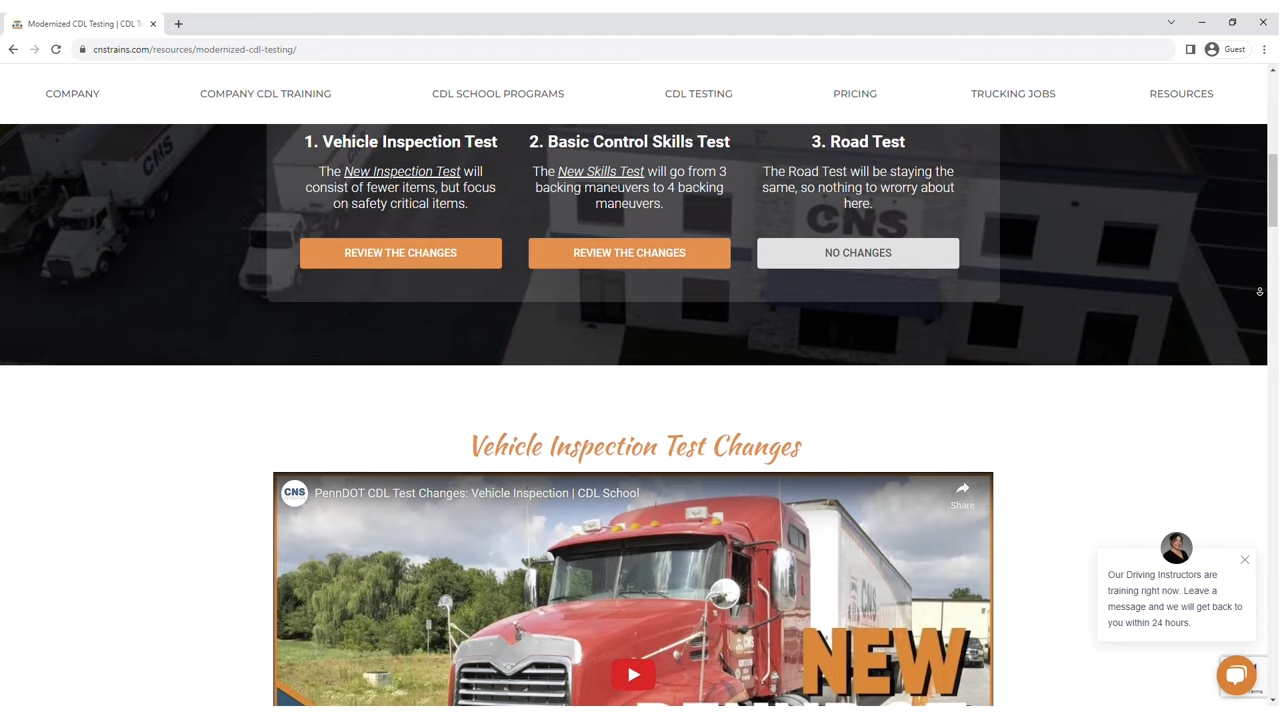 Modernized CDL Testing | CDL T
cnstrains.com/resources/modernized-cdl-testing/
Guest
COMPANY
COMPANY CDL TRAINING
CDL SCHOOL PROGRAMS
CDL TESTING
PRICING
TRUCKING JOBS
RESOURCES
1. Vehicle Inspection Test
The New Inspection Test will
consist of fewer items, but focus
on safety critical items.
REVIEW THE CHANGES
2. Basic Control Skills Test
The New Skills Test will go from 3
backing maneuvers to 4 backing
maneuvers.
REVIEW THE CHANGES
3. Road Test
The Road Test will be staying the
same, so nothing to wrorry about
here.
NO CHANGES
CNS
CNS
CNS
Vehicle Inspection Test Changes
CNS
PennDOT CDL Test Changes: Vehicle Inspection | CDL School
Share
CNS
CNS
NEW
Our Driving Instructors are
training right now. Leave a
message and we will get back to
you within 24 hours.